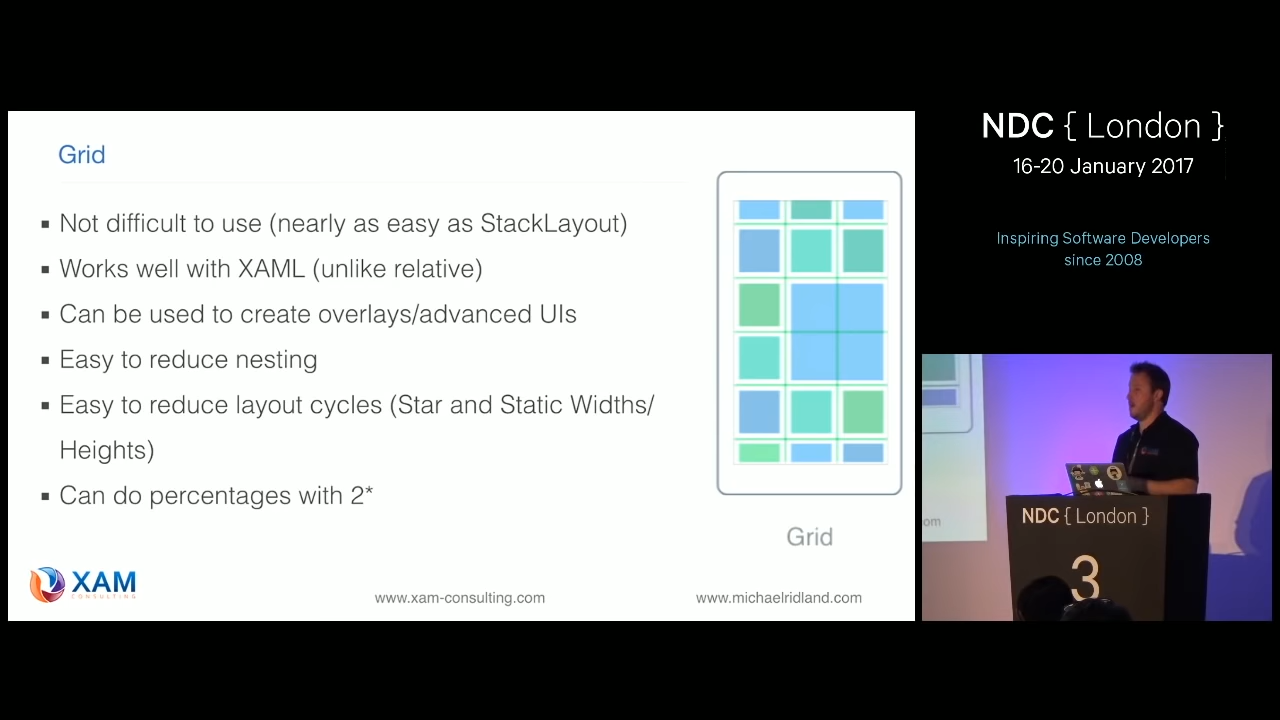 Grid
Not difficult to use (nearly as easy as StackLayout)
Works well with XAML (unlike relative)
Can be used to create overlays/advanced UIs
Easy to reduce nesting
Easy to reduce layout cycles (Star and Static Widths/
Heights)
Can do percentages with 2*
Grid
XAM
CONSULTING
www.xam-consulting.com
www.michaelridland.com
NDC { London }
16-20 January 2017
Inspiring Software Developers
since 2008
om
NDC { London }
3